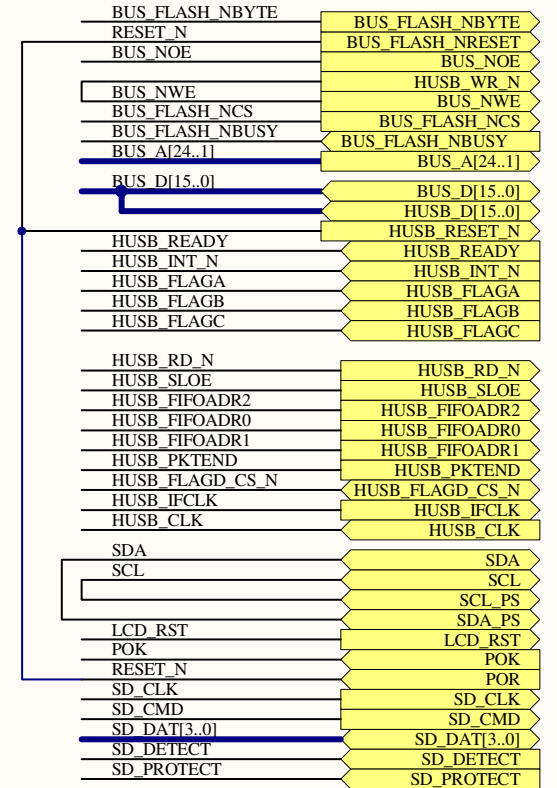 BUS_FLASH_NBYTE BUS_FLASH_NBYTE
RESET_N BUS_FLASH_NRESET
BUS_NOE BUS_NOE
HUSB_WR_N
BUS_NWE BUS_NWE
BUS_FLASH_NCS BUS_FLASH_NCS
BUS_FLASH_NBUSY BUS_FLASH_NBUSY
BUS_A[24..1] BUS_A[24..1]
BUS_D[15..0] BUS_D[15..0]
HUSB_D[15..0]
HUSB_RESET_N
HUSB_READY HUSB_READY
HUSB_INT_N HUSB_INT_N
HUSB_FLAGA HUSB_FLAGA
HUSB_FLAGB HUSB_FLAGB
HUSB_FLAGC HUSB_FLAGC
HUSB_RD_N HUSB_RD_N
HUSB_SLOE HUSB_SLOE
HUSB_FIFOADR2 HUSB_FIFOADR2
HUSB_FIFOADR0 HUSB_FIFOADR0
HUSB_FIFOADR1 HUSB_FIFOADR1
HUSB_PKTEND HUSB_PKTEND
HUSB_FLAGD_CS_N HUSB_FLAGD_CS_N
HUSB_IFCLK HUSB_IFCLK
HUSB_CLK HUSB_CLK
SDA SDA
SCL SCL
SCL_PS
SDA_PS
LCD_RST LCD_RST
POK POK
RESET_N POR
SD_CLK SD_CLK
SD_CMD SD_CMD
SD_DAT[3..0] SD_DAT[3..0]
SD_DETECT SD_DETECT
SD_PROTECT SD_PROTECT